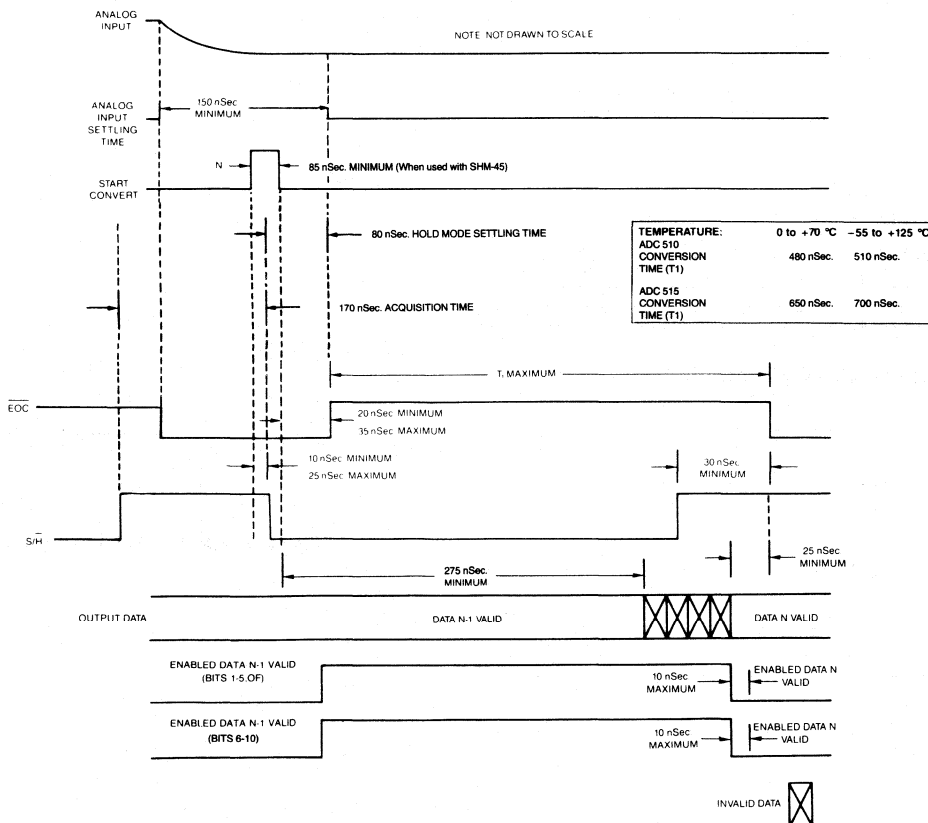 ANALOG
INPUT
NOTE NOT DRAWN TO SCALE
ANALOG
INPUT
SETTLING
TIME
150 nSec
MINIMUM
N
85 nSec. MINIMUM (When used with SHM-45)
START
CONVERT
80 nSec. HOLD MODE SETTLING TIME
TEMPERATURE: 0 to +70 °C -55 to +125 °C
ADC 510
CONVERSION 480 nSec. 510 nSec.
TIME (T1)
ADC 515
CONVERSION 650 nSec. 700 nSec.
TIME (T1)
170 nSec. ACQUISITION TIME
T₁ MAXIMUM
EOC
20 nSec MINIMUM
35 nSec MAXIMUM
10 nSec MINIMUM
25 nSec MAXIMUM
30 nSec
MINIMUM
S/H
25 nSec
MINIMUM
275 nSec.
MINIMUM
OUTPUT DATA
DATA N-1 VALID
DATA N VALID
ENABLED DATA N-1 VALID
(BITS 1-5.OF)
10 nSec
MAXIMUM
ENABLED DATA N
VALID
ENABLED DATA N-1 VALID
(BITS 6-10)
10 nSec
MAXIMUM
ENABLED DATA N
VALID
INVALID DATA